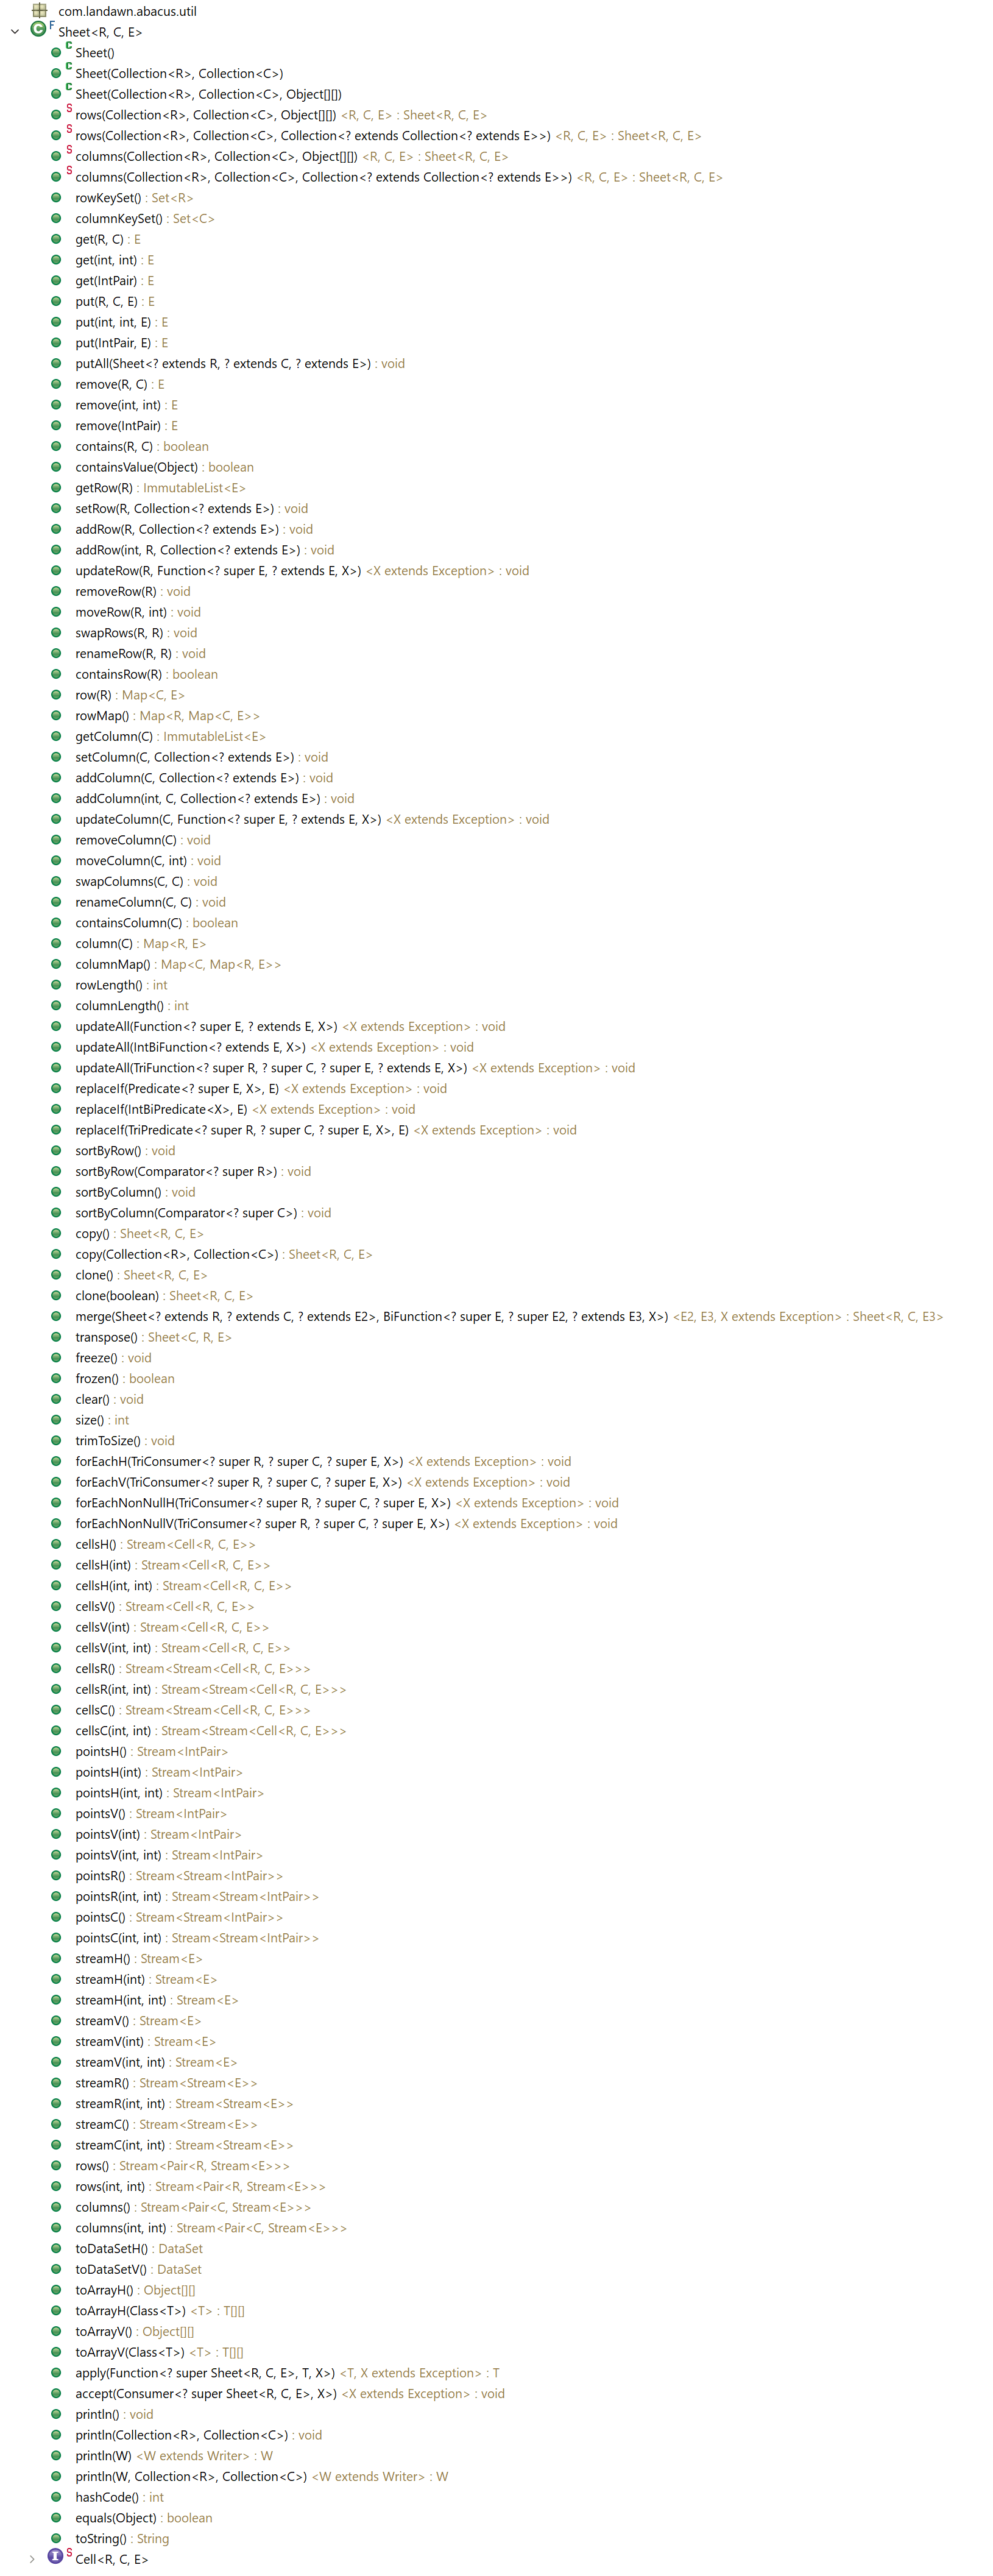 com.landawn.abacus.util
Sheet<R, C, E>
Sheet()
Sheet(Collection<R>, Collection<C>)
Sheet(Collection<R>, Collection<C>, Object[][])
rows(Collection<R>, Collection<C>, Object[][]) <R, C, E> : Sheet<R, C, E>
rows(Collection<R>, Collection<C>, Collection<? extends Collection<? extends E>>) <R, C, E> : Sheet<R, C, E>
columns(Collection<R>, Collection<C>, Object[][]) <R, C, E> : Sheet<R, C, E>
columns(Collection<R>, Collection<C>, Collection<? extends Collection<? extends E>>) <R, C, E> : Sheet<R, C, E>
rowKeySet() : Set<R>
columnKeySet() : Set<C>
get(R, C) : E
get(int, int) : E
get(IntPair) : E
put(R, C, E) : E
put(int, int, E) : E
put(IntPair, E) : E
putAll(Sheet<? extends R, ? extends C, ? extends E>) : void
remove(R, C) : E
remove(int, int) : E
remove(IntPair) : E
contains(R, C) : boolean
containsValue(Object) : boolean
getRow(R) : ImmutableList<E>
setRow(R, Collection<? extends E>) : void
addRow(R, Collection<? extends E>) : void
addRow(int, R, Collection<? extends E>) : void
updateRow(R, Function<? super E, ? extends E, X>) <X extends Exception> : void
removeRow(R) : void
moveRow(R, int) : void
swapRows(R, R) : void
renameRow(R, R) : void
containsRow(R) : boolean
row(R) : Map<C, E>
rowMap() : Map<R, Map<C, E>>
getColumn(C) : ImmutableList<E>
setColumn(C, Collection<? extends E>) : void
addColumn(C, Collection<? extends E>) : void
addColumn(int, C, Collection<? extends E>) : void
updateColumn(C, Function<? super E, ? extends E, X>) <X extends Exception> : void
removeColumn(C) : void
moveColumn(C, int) : void
swapColumns(C, C) : void
renameColumn(C, C) : void
containsColumn(C) : boolean
column(C) : Map<R, E>
columnMap() : Map<C, Map<R, E>>
rowLength() : int
columnLength() : int
updateAll(Function<? super E, ? extends E, X>) <X extends Exception> : void
updateAll(IntBiFunction<? extends E, X>) <X extends Exception> : void
updateAll(TriFunction<? super R, ? super C, ? super E, ? extends E, X>) <X extends Exception> : void
replaceIf(Predicate<? super E, X>, E) <X extends Exception> : void
replaceIf(IntBiPredicate<X>, E) <X extends Exception> : void
replaceIf(TriPredicate<? super R, ? super C, ? super E, X>, E) <X extends Exception> : void
sortByRow() : void
sortByRow(Comparator<? super R>) : void
sortByColumn() : void
sortByColumn(Comparator<? super C>) : void
copy() : Sheet<R, C, E>
copy(Collection<R>, Collection<C>) : Sheet<R, C, E>
clone() : Sheet<R, C, E>
clone(boolean) : Sheet<R, C, E>
merge(Sheet<? extends R, ? extends C, ? extends E2>, BiFunction<? super E, ? super E2, ? extends E3, X>) <E2, E3, X extends Exception> : Sheet<R, C, E3>
transpose() : Sheet<C, R, E>
freeze() : void
frozen() : boolean
clear() : void
size() : int
trimToSize() : void
forEachH(TriConsumer<? super R, ? super C, ? super E, X>) <X extends Exception> : void
forEachV(TriConsumer<? super R, ? super C, ? super E, X>) <X extends Exception> : void
forEachNonNullH(TriConsumer<? super R, ? super C, ? super E, X>) <X extends Exception> : void
forEachNonNullV(TriConsumer<? super R, ? super C, ? super E, X>) <X extends Exception> : void
cellsH() : Stream<Cell<R, C, E>>
cellsH(int) : Stream<Cell<R, C, E>>
cellsH(int, int) : Stream<Cell<R, C, E>>
cellsV() : Stream<Cell<R, C, E>>
cellsV(int) : Stream<Cell<R, C, E>>
cellsV(int, int) : Stream<Cell<R, C, E>>
cellsR() : Stream<Stream<Cell<R, C, E>>>
cellsR(int, int) : Stream<Stream<Cell<R, C, E>>>
cellsC() : Stream<Stream<Cell<R, C, E>>>
cellsC(int, int) : Stream<Stream<Cell<R, C, E>>>
pointsH() : Stream<IntPair>
pointsH(int) : Stream<IntPair>
pointsH(int, int) : Stream<IntPair>
pointsV() : Stream<IntPair>
pointsV(int) : Stream<IntPair>
pointsV(int, int) : Stream<IntPair>
pointsR() : Stream<Stream<IntPair>>
pointsR(int, int) : Stream<Stream<IntPair>>
pointsC() : Stream<Stream<IntPair>>
pointsC(int, int) : Stream<Stream<IntPair>>
streamH() : Stream<E>
streamH(int) : Stream<E>
streamH(int, int) : Stream<E>
streamV() : Stream<E>
streamV(int) : Stream<E>
streamV(int, int) : Stream<E>
streamR() : Stream<Stream<E>>
streamR(int, int) : Stream<Stream<E>>
streamC() : Stream<Stream<E>>
streamC(int, int) : Stream<Stream<E>>
rows() : Stream<Pair<R, Stream<E>>>
rows(int, int) : Stream<Pair<R, Stream<E>>>
columns() : Stream<Pair<C, Stream<E>>>
columns(int, int) : Stream<Pair<C, Stream<E>>>
toDataSetH() : DataSet
toDataSetV() : DataSet
toArrayH() : Object[][]
toArrayH(Class<T>) <T> : T[][]
toArrayV() : Object[][]
toArrayV(Class<T>) <T> : T[][]
apply(Function<? super Sheet<R, C, E>, T, X>) <T, X extends Exception> : T
accept(Consumer<? super Sheet<R, C, E>, X>) <X extends Exception> : void
println() : void
println(Collection<R>, Collection<C>) : void
println(W) <W extends Writer> : W
println(W, Collection<R>, Collection<C>) <W extends Writer> : W
hashCode() : int
equals(Object) : boolean
toString() : String
Cell<R, C, E>